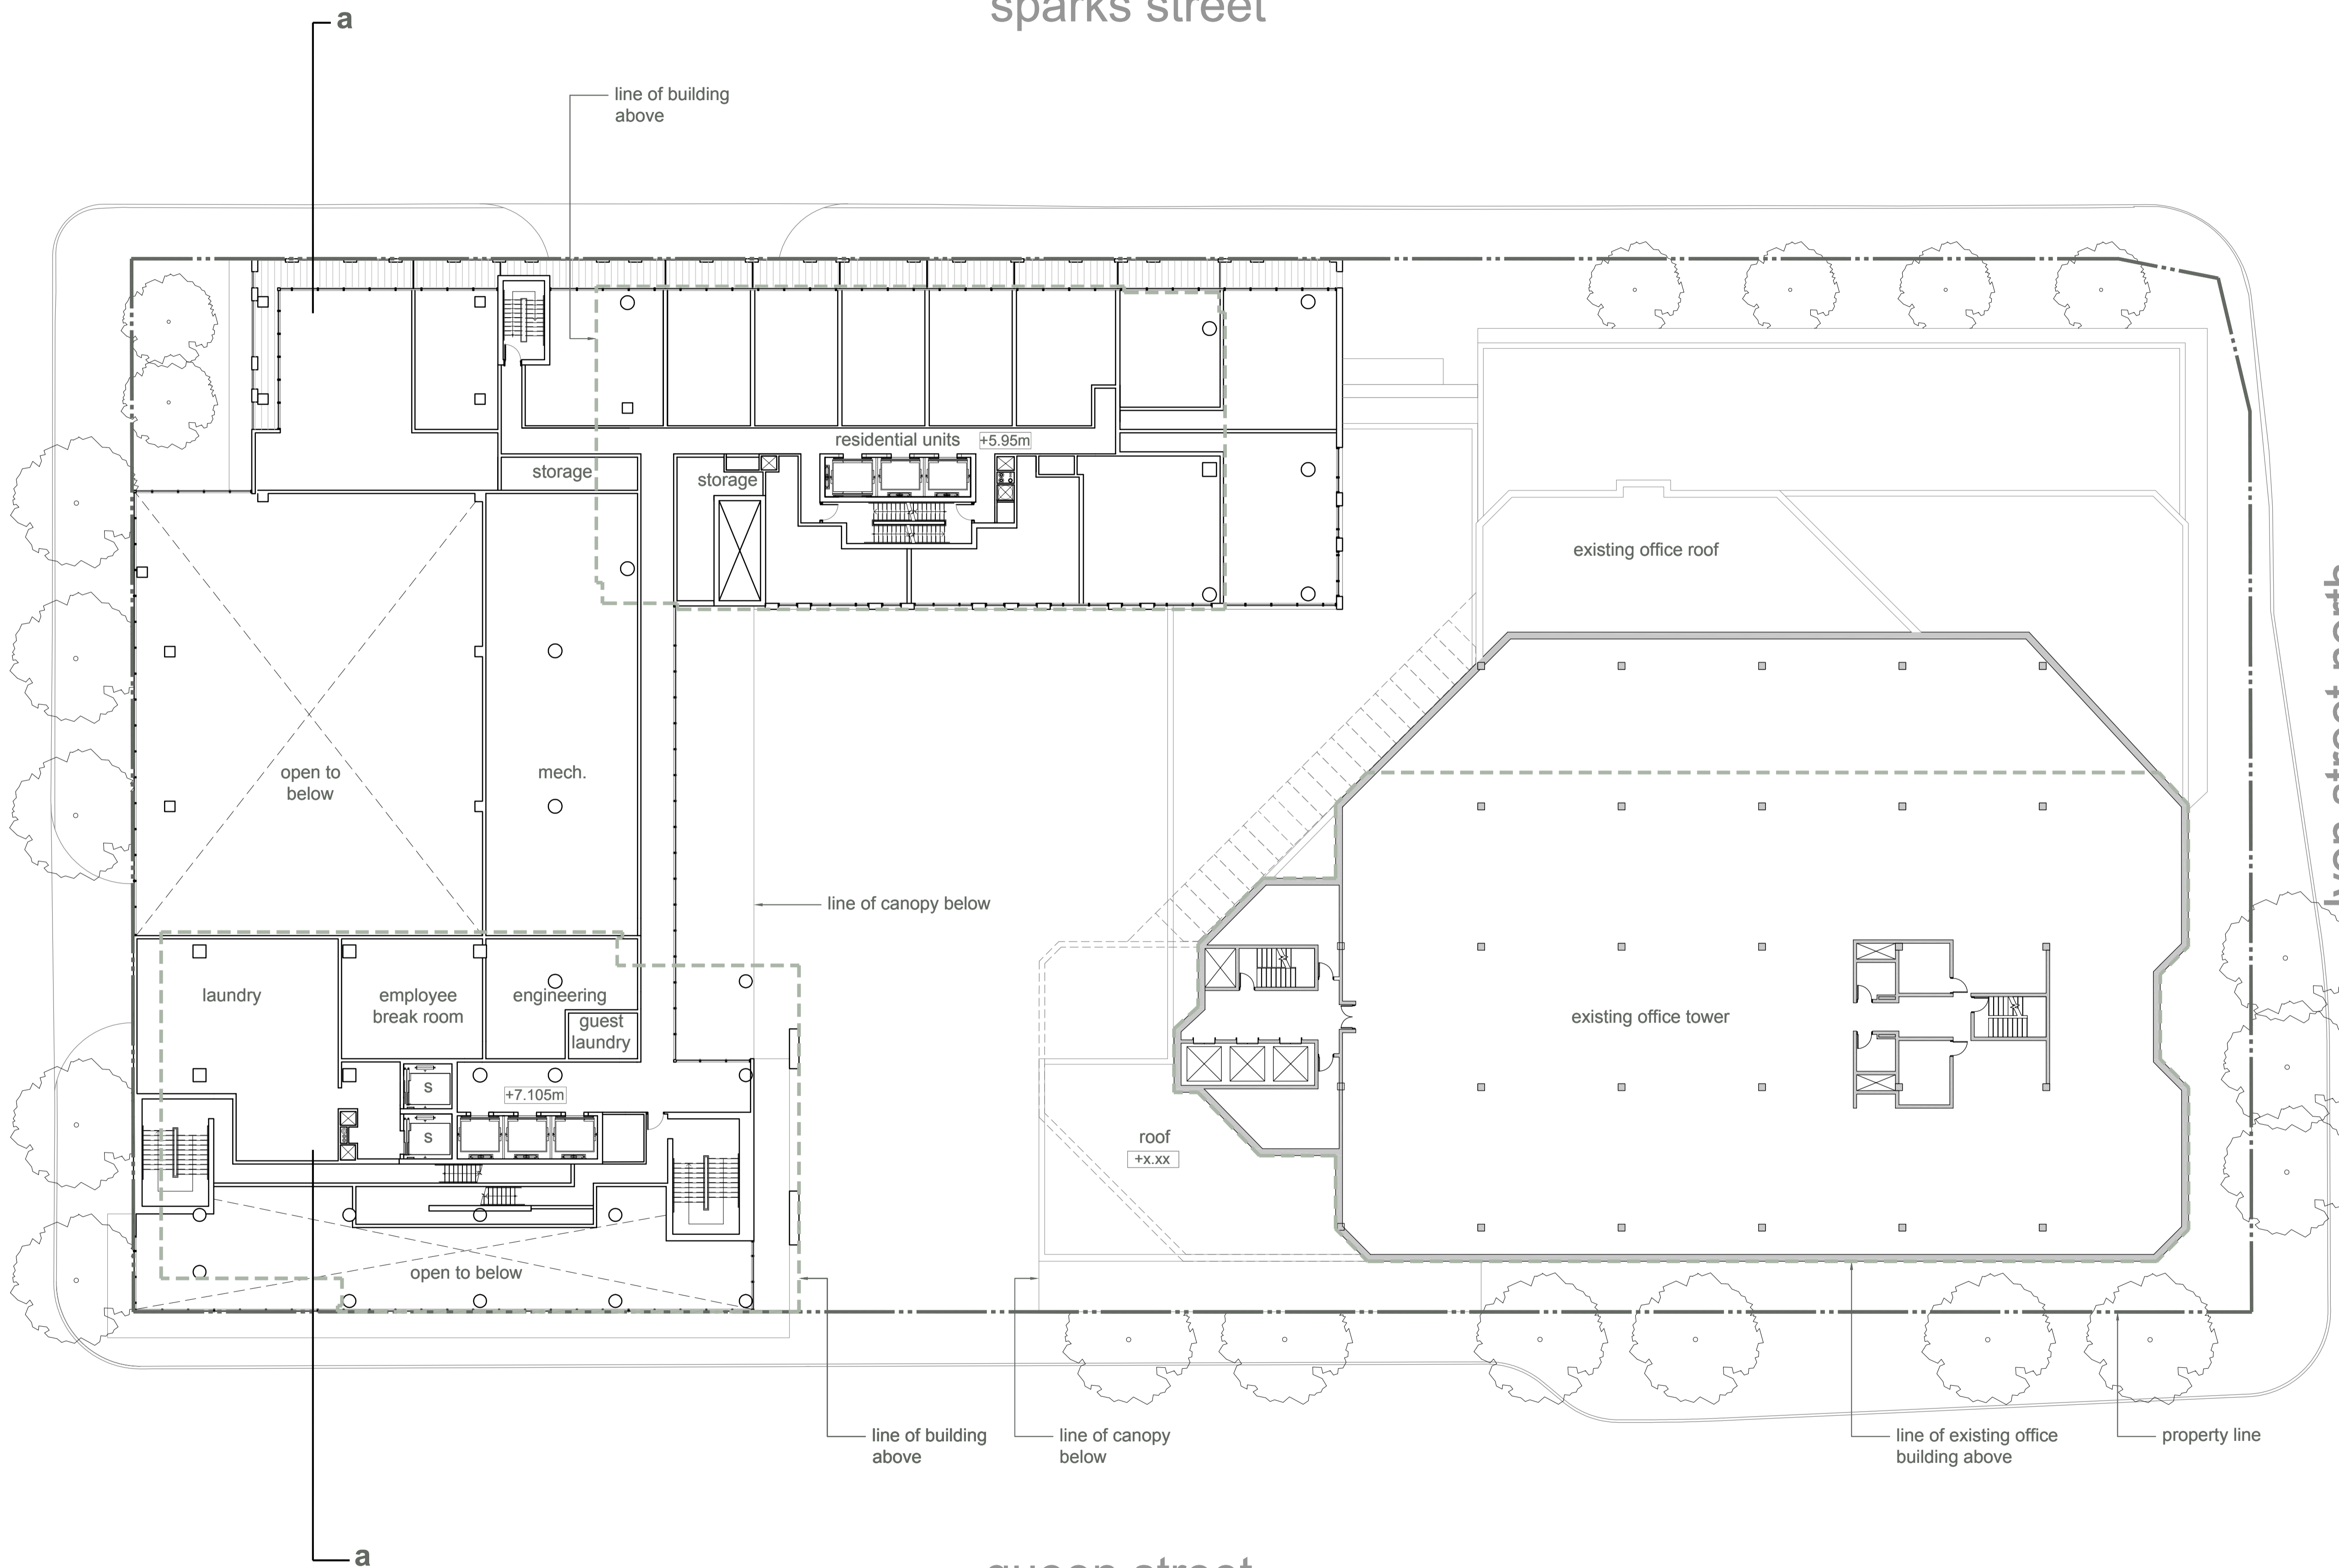 sparks street
a
line of building
above
residential units
+5.95m
storage
storage
existing office roof
open to
below
mech.
line of canopy below
laundry
employee
break room
engineering
guest
laundry
existing office tower
S
+7.105m
S
roof
+x.xx
open to below
line of building
above
line of canopy
below
line of existing office
building above
property line
a
queen street